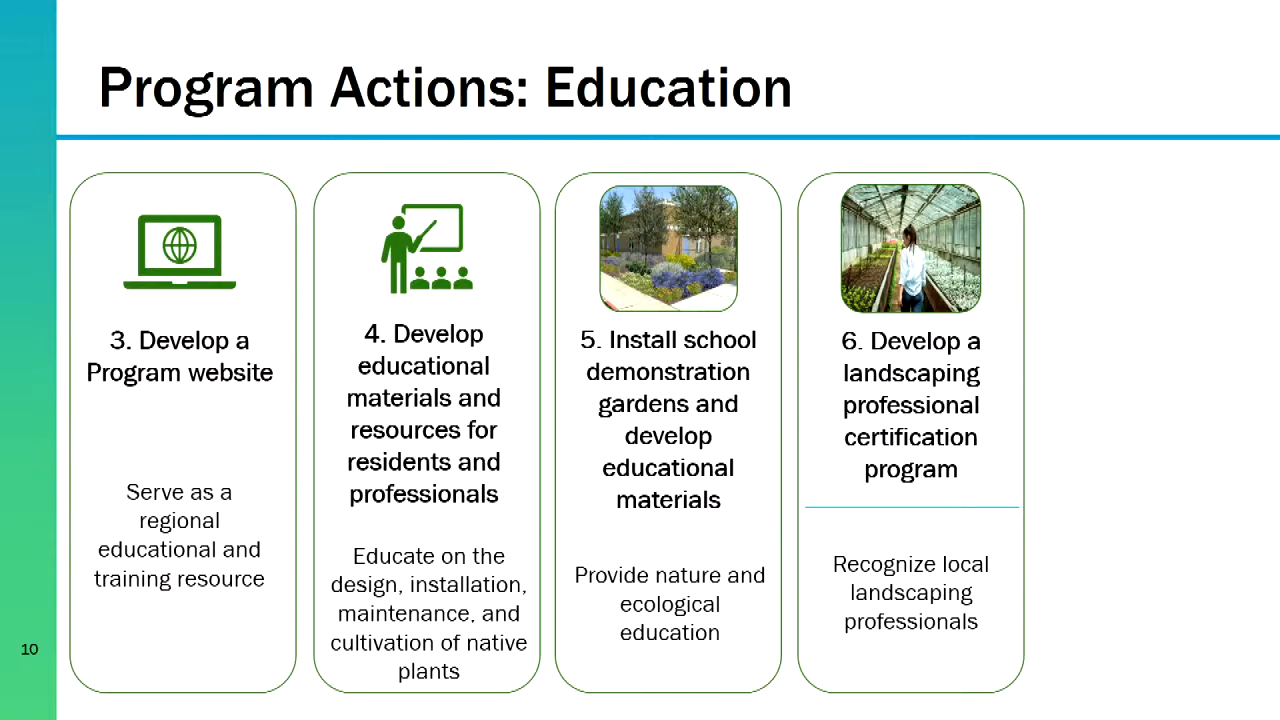 Program Actions: Education
3. Develop a
Program website
Serve as a
regional
educational and
training resource
4. Develop
educational
materials and
resources for
residents and
professionals
Educate on the
design, installation,
maintenance, and
cultivation of native
plants
5. Install school
demonstration
gardens and
develop
educational
materials
Provide nature and
ecological
education
6. Develop a
landscaping
professional
certification
program
Recognize local
landscaping
professionals
10